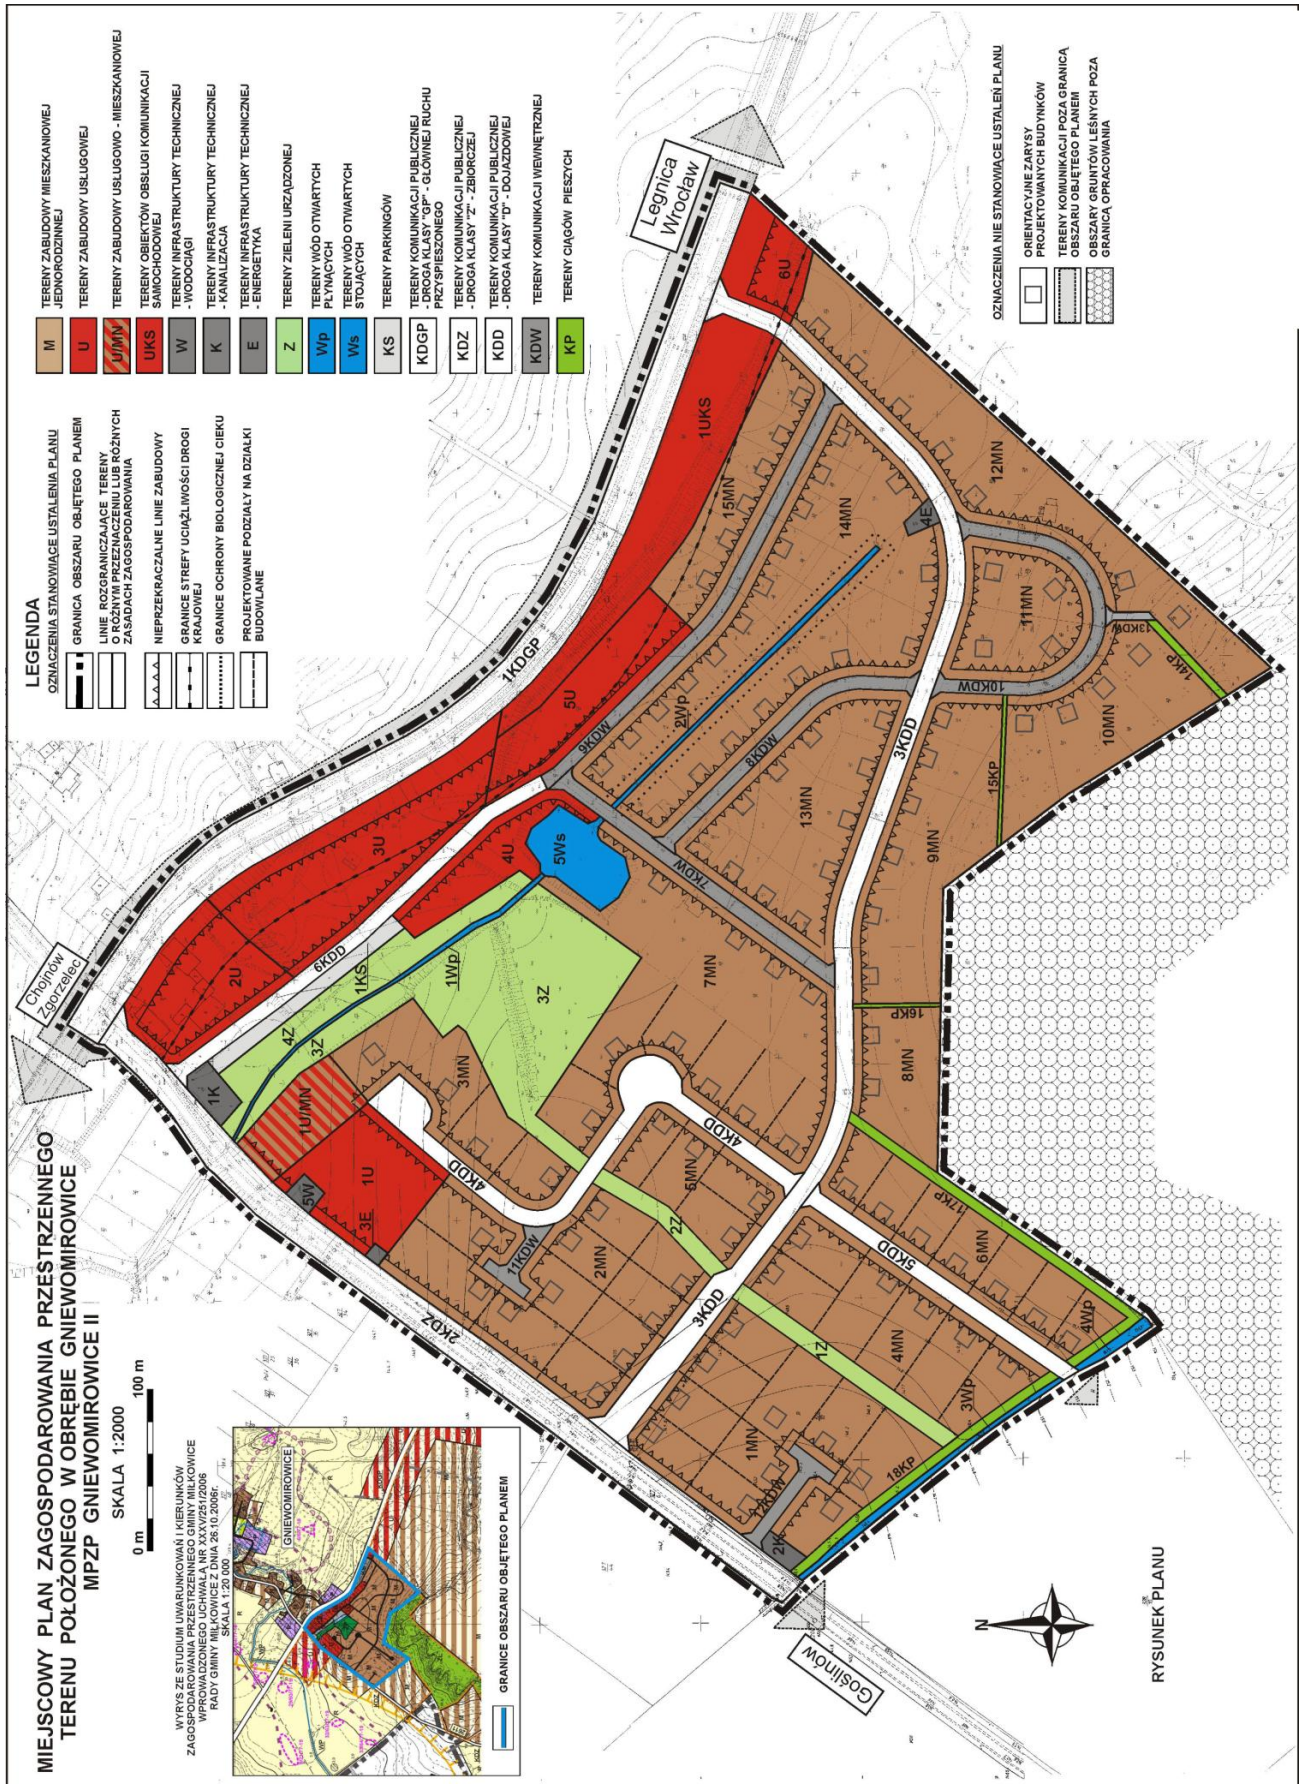 MIEJSCOWY PLAN ZAGOSPODAROWANIA PRZESTRZENNEGO
TERENU POŁOŻONEGO W OBRĘBIE GNIEWOMIROWICE
MPZP GNIEWOMIROWICE II
SKALA 1:2000
0 m
100 m
WYRYS ZE STUDIUM UWARUNKOWAŃ I KIERUNKÓW
ZAGOSPODAROWANIA PRZESTRZENNEGO GMINY MIŁKOWICE
WPROWADZONEGO UCHWAŁĄ NR XXXV/251/2006
RADY GMINY MIŁKOWICE Z DNIA 26.10.2006r.
SKALA 1:20 000
GNIEWOMIROWICE
GRANICE OBSZARU OBJĘTEGO PLANEM
LEGENDA
OZNACZENIA STANOWIĄCE USTALENIA PLANU
GRANICA OBSZARU OBJĘTEGO PLANEM
LINIE ROZGRANICZAJĄCE TERENY
O RÓŻNYM PRZEZNACZENIU LUB RÓŻNYCH
ZASADACH ZAGOSPODAROWANIA
NIEPRZEKRACZALNE LINIE ZABUDOWY
GRANICE STREFY UCIĄŻLIWOŚCI DROGI
KRAJOWEJ
GRANICE OCHRONY BIOLOGICZNEJ CIEKU
PROJEKTOWANE PODZIAŁY NA DZIAŁKI
BUDOWLANE
M
TERENY ZABUDOWY MIESZKANIOWEJ
JEDNORODZINNEJ
U
TERENY ZABUDOWY USŁUGOWEJ
U/MN
TERENY ZABUDOWY USŁUGOWO - MIESZKANIOWEJ
UKS
TERENY OBIEKTÓW OBSŁUGI KOMUNIKACJI
SAMOCHODOWEJ
W
TERENY INFRASTRUKTURY TECHNICZNEJ
- WODOCIĄGI
K
TERENY INFRASTRUKTURY TECHNICZNEJ
- KANALIZACJA
E
TERENY INFRASTRUKTURY TECHNICZNEJ
- ENERGETYKA
Z
TERENY ZIELENI URZĄDZONEJ
Wp
TERENY WÓD OTWARTYCH
PŁYNĄCYCH
Ws
TERENY WÓD OTWARTYCH
STOJĄCYCH
KS
TERENY PARKINGÓW
KDGP
TERENY KOMUNIKACJI PUBLICZNEJ
- DROGA KLASY "GP" - GŁÓWNEJ RUCHU
PRZYSPIESZONEGO
KDZ
TERENY KOMUNIKACJI PUBLICZNEJ
- DROGA KLASY "Z" - ZBIORCZEJ
KDD
TERENY KOMUNIKACJI PUBLICZNEJ
- DROGA KLASY "D" - DOJAZDOWEJ
KDW
TERENY KOMUNIKACJI WEWNĘTRZNEJ
KP
TERENY CIĄGÓW PIESZYCH
OZNACZENIA NIE STANOWIĄCE USTALEŃ PLANU
ORIENTACYJNE ZARYSY
PROJEKTOWANYCH BUDYNKÓW
TERENY KOMUNIKACJI POZA GRANICĄ
OBSZARU OBJĘTEGO PLANEM
OBSZARY GRUNTÓW LEŚNYCH POZA
GRANICĄ OPRACOWANIA
Chojnów
Zgorzelec
Legnica
Wrocław
Goślinów
1KDGP
2KDZ
2U
3U
4U
5U
6U
1UKS
6KDD
1KS
1Wp
4Z
3Z
3Z
1K
1U/MN
1U
5W
3E
5Ws
2Wp
3MN
4KDD
4KDD
11KDW
2MN
5MN
2Z
7MN
7KDW
8KDW
9KDW
15MN
14MN
13MN
4E
12MN
11MN
10KDW
13KDW
14KP
10MN
15KP
9MN
3KDD
16KP
8MN
17KP
6MN
5KDD
4Wp
3KDD
1Z
4MN
3Wp
1MN
18KP
12KDW
2K
N
RYSUNEK PLANU